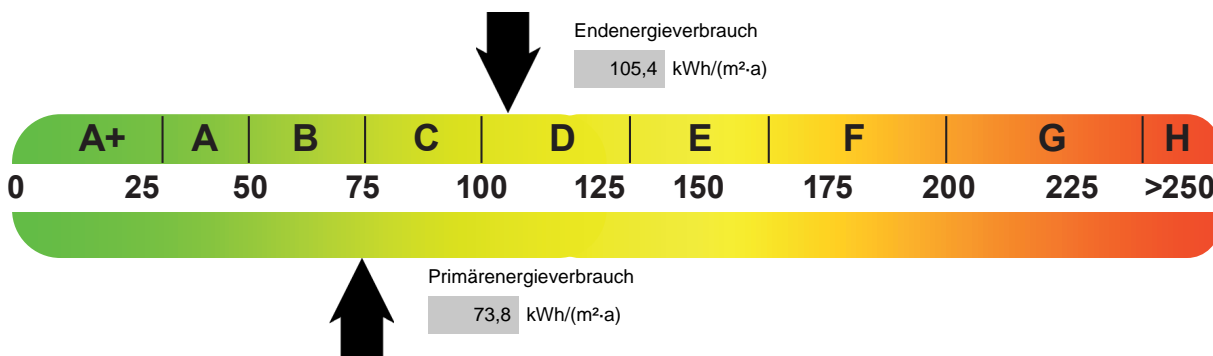 Endenergieverbrauch
105,4 kWh/(m²·a)
A+ A B C D E F G H
0 25 50 75 100 125 150 175 200 225 >250
Primärenergieverbrauch
73,8 kWh/(m²·a)